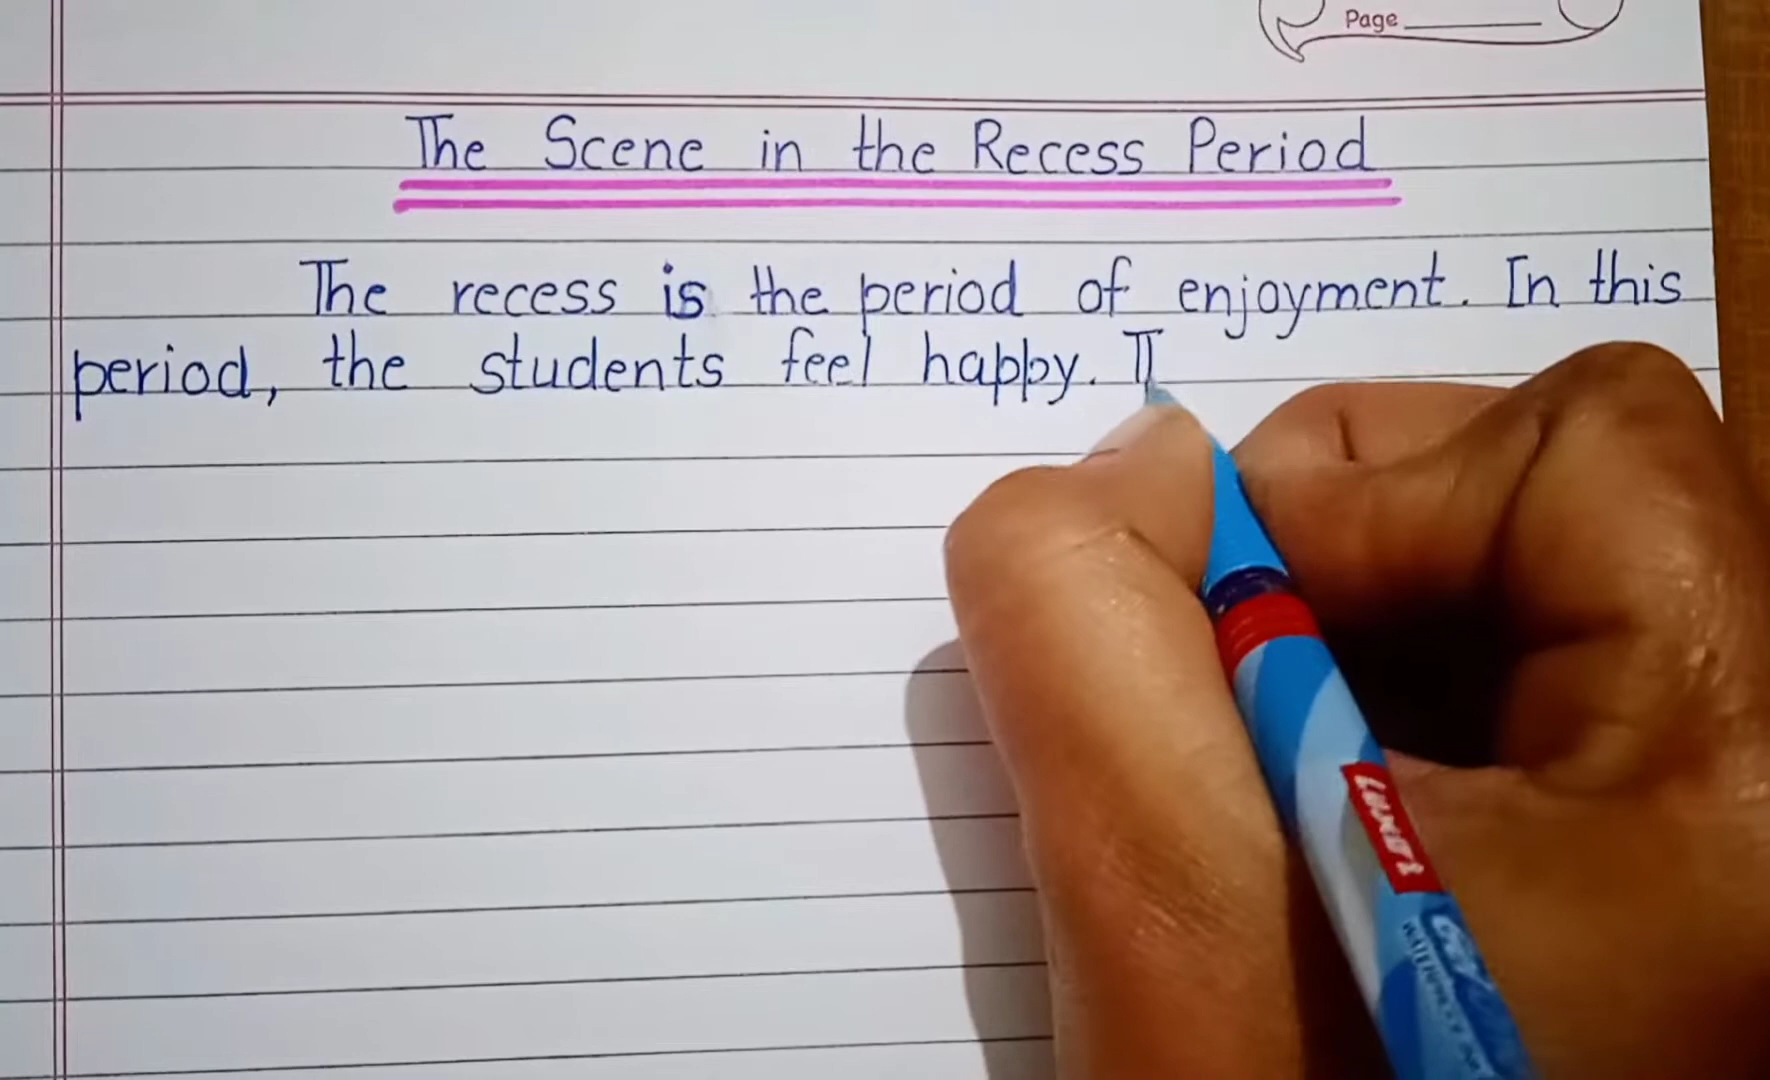 Page
The Scene in the Recess Period
The recess is the period of enjoyment. In this
period, the students feel happy. T
Luxor